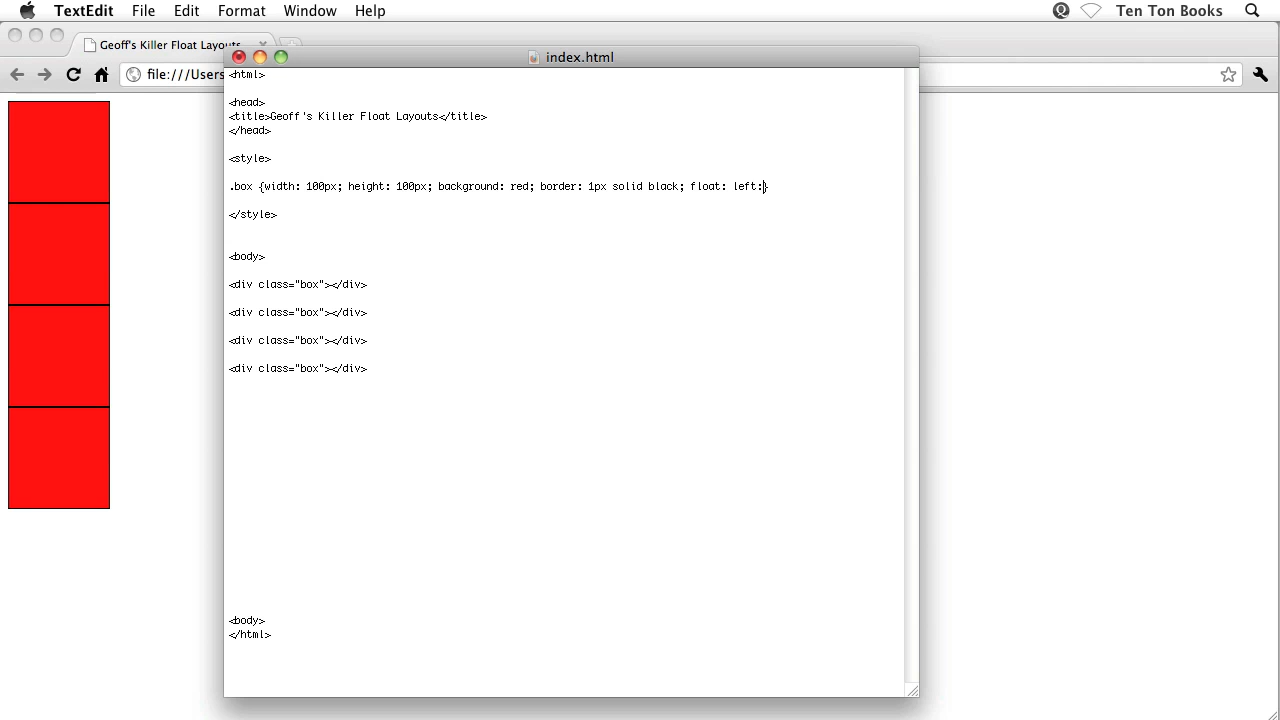 TextEdit File Edit Format Window Help Ten Ton Books
Geoff's Killer Float Layouts
index.html
file:///Users
<html>
<head>
<title>Geoff's Killer Float Layouts</title>
</head>
<style>
.box {width: 100px; height: 100px; background: red; border: 1px solid black; float: left:}
</style>
<body>
<div class="box"></div>
<div class="box"></div>
<div class="box"></div>
<div class="box"></div>
<body>
</html>